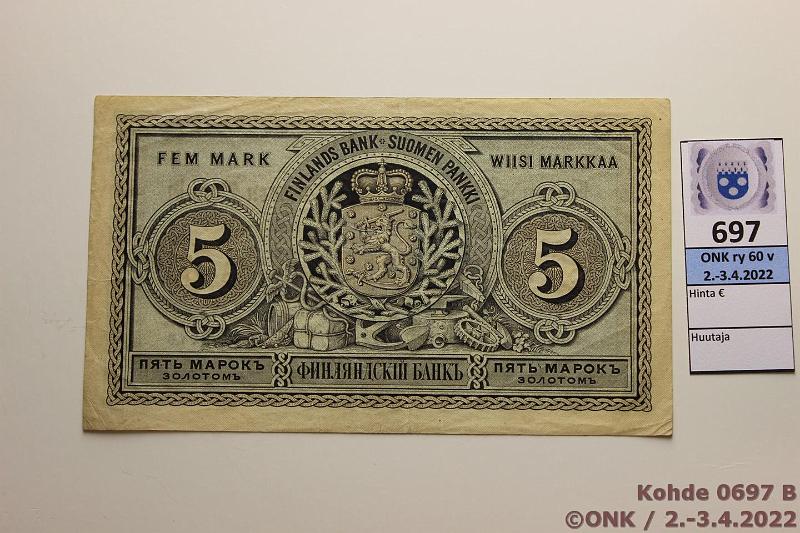 FEM MARK
FINLANDS BANK * SUOMEN PANKKI
WIISI MARKKAA
5
5
ПЯТЬ МАРОКЪ
ЗОЛОТОМЪ
ФИНЛЯНДСКІЙ БАНКЪ
ПЯТЬ МАРОКЪ
ЗОЛОТОМЪ
697
ONK ry 60 v
2.-3.4.2022
Hinta €
Huutaja
Kohde 0697 B
©ONK / 2.-3.4.2022